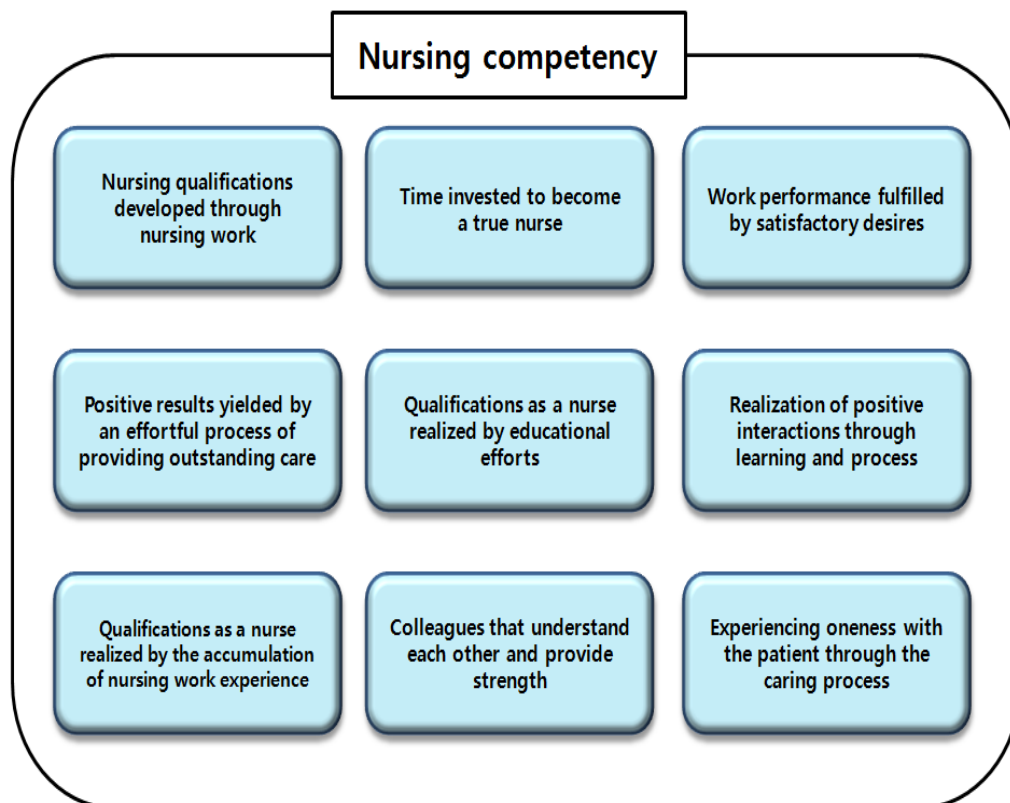 Nursing competency
Nursing qualifications
developed through
nursing work
Time invested to become
a true nurse
Work performance fulfilled
by satisfactory desires
Positive results yielded by
an effortful process of
providing outstanding care
Qualifications as a nurse
realized by educational
efforts
Realization of positive
interactions through
learning and process
Qualifications as a nurse
realized by the accumulation
of nursing work experience
Colleagues that understand
each other and provide
strength
Experiencing oneness with
the patient through the
caring process